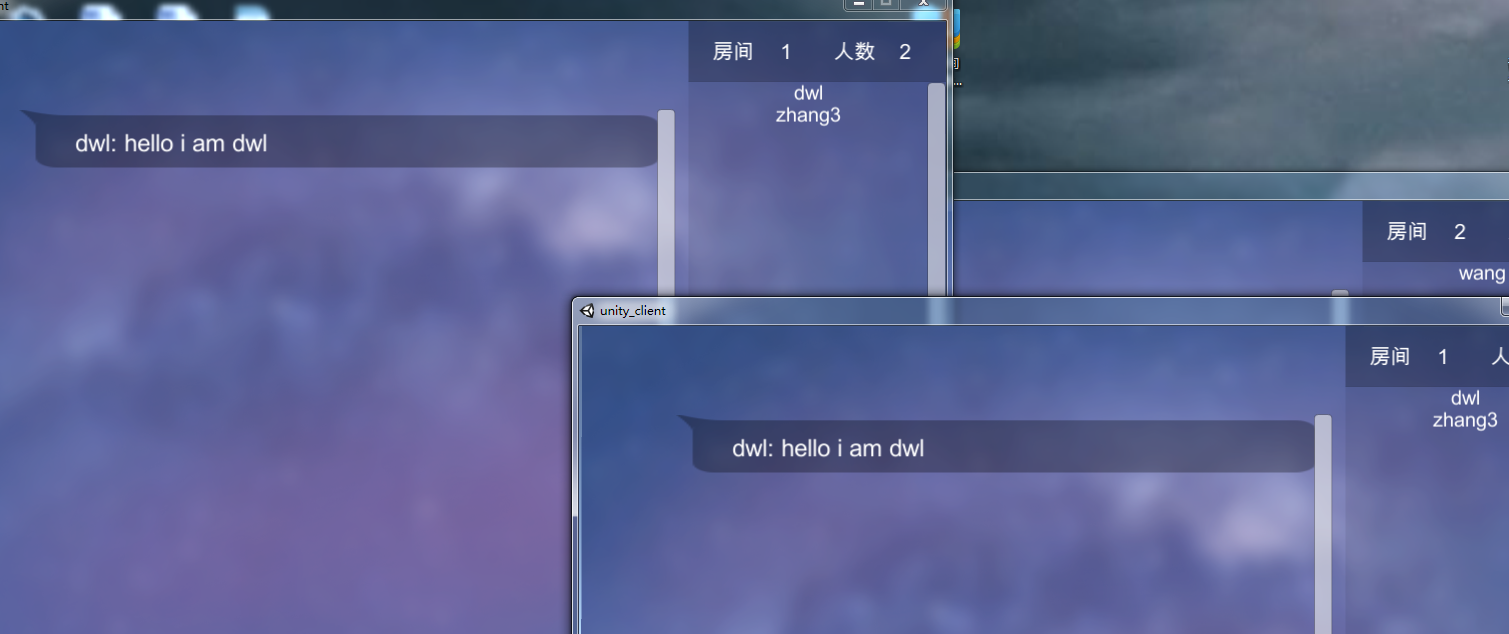 nt
房间 1 人数 2
dwl
zhang3
dwl: hello i am dwl
房间 2
wang
unity_client
房间 1 人
dwl
zhang3
dwl: hello i am dwl